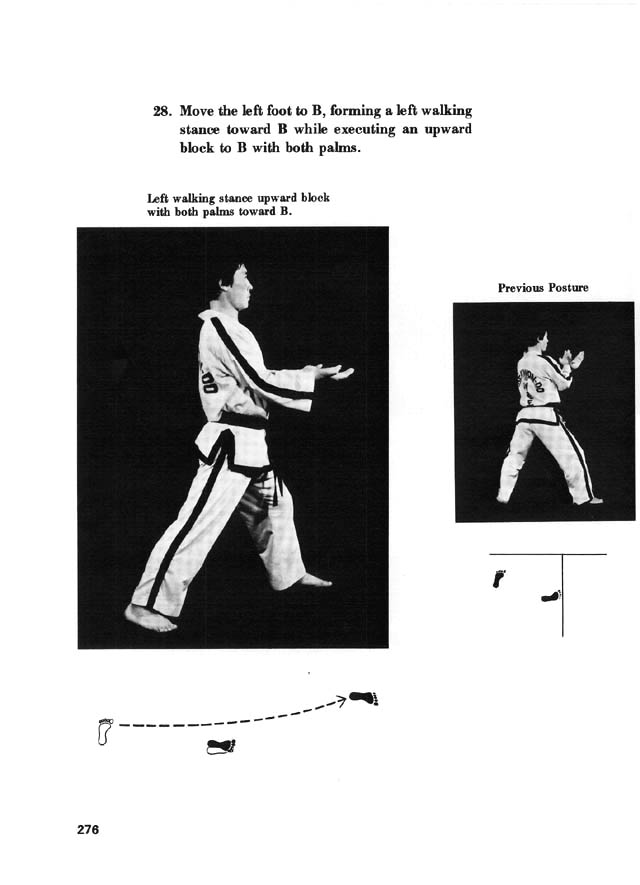 28. Move the left foot to B, forming a left walking
stance toward B while executing an upward
block to B with both palms.
Left walking stance upward block
with both palms toward B.
Previous Posture
276